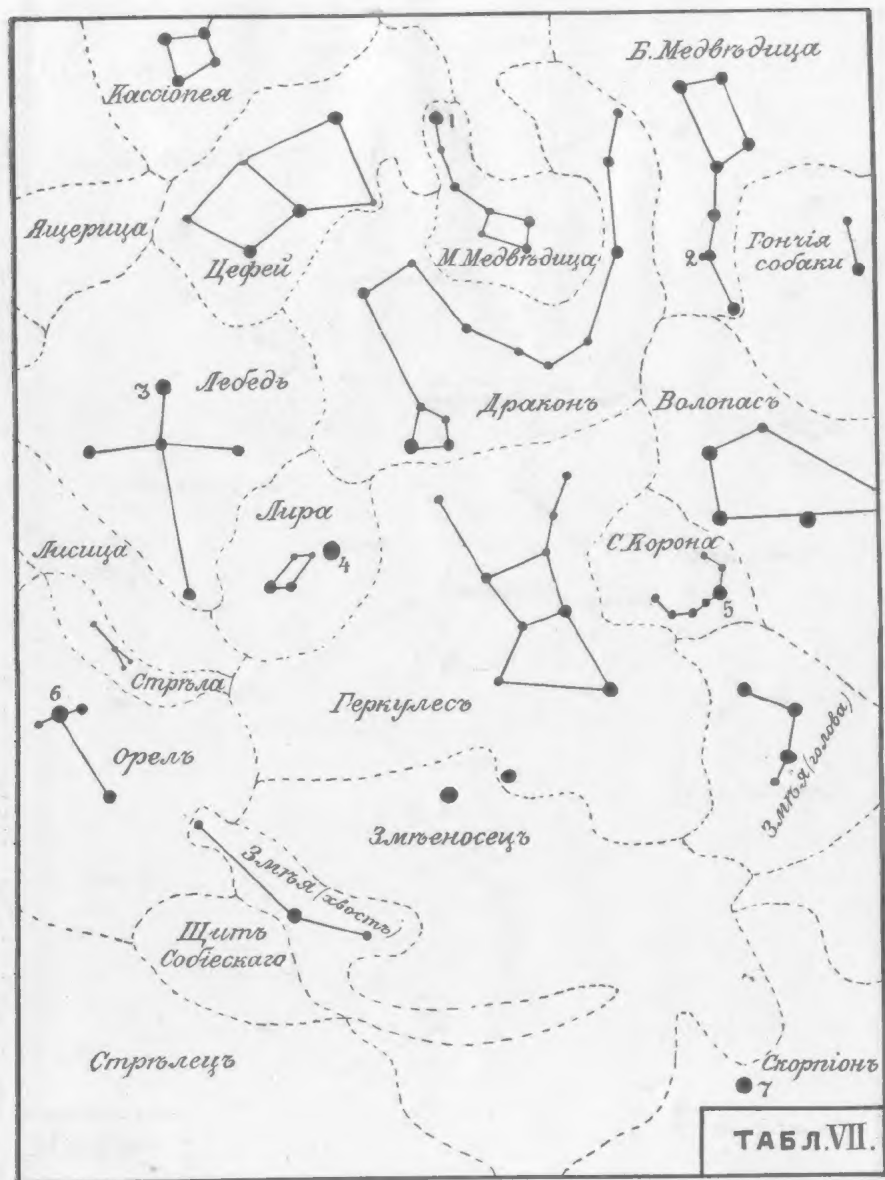 Б. Медвѣдица
Кассіопея
1
Ящерица
Цефей
М. Медвѣдица
2
Гончія
собаки
3
Лебедь
Драконъ
Волопасъ
Лира
4
Лисица
С. Корона
5
Стрѣла
6
Геркулесъ
Орелъ
Змѣя (голова)
Змѣеносецъ
Змѣя (хвостъ)
Щитъ
Собіескаго
Стрѣлецъ
Скорпіонъ
7
ТАБЛ. VII.